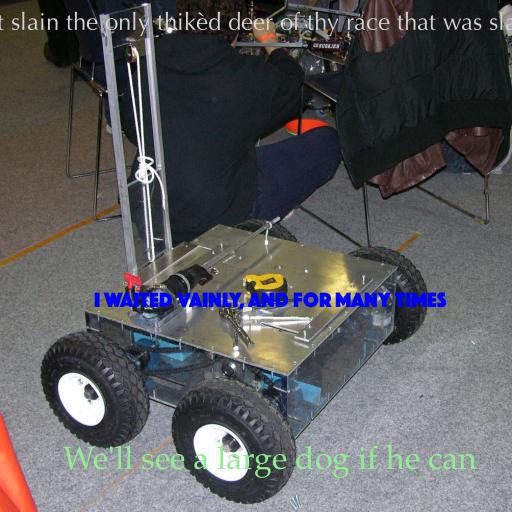 t slain the only thikèd deer of thy race that was sla
I waited vainly, and for many times
We'll see a large dog if he can